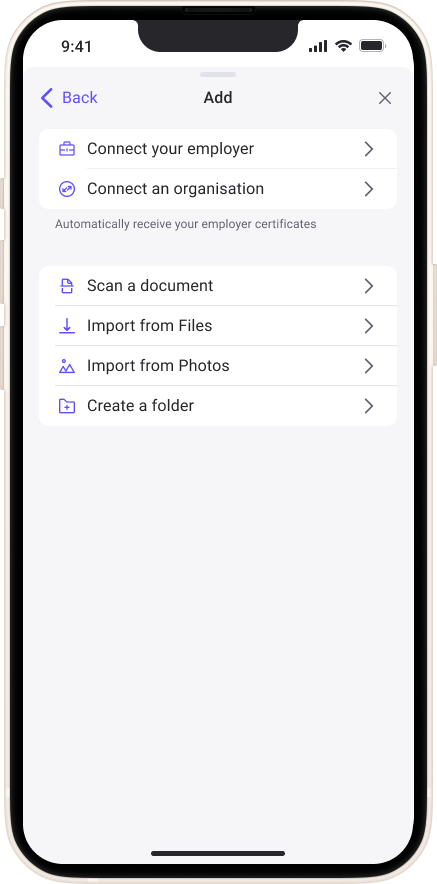 9:41
Back
Add
Connect your employer
Connect an organisation
Automatically receive your employer certificates
Scan a document
Import from Files
Import from Photos
Create a folder